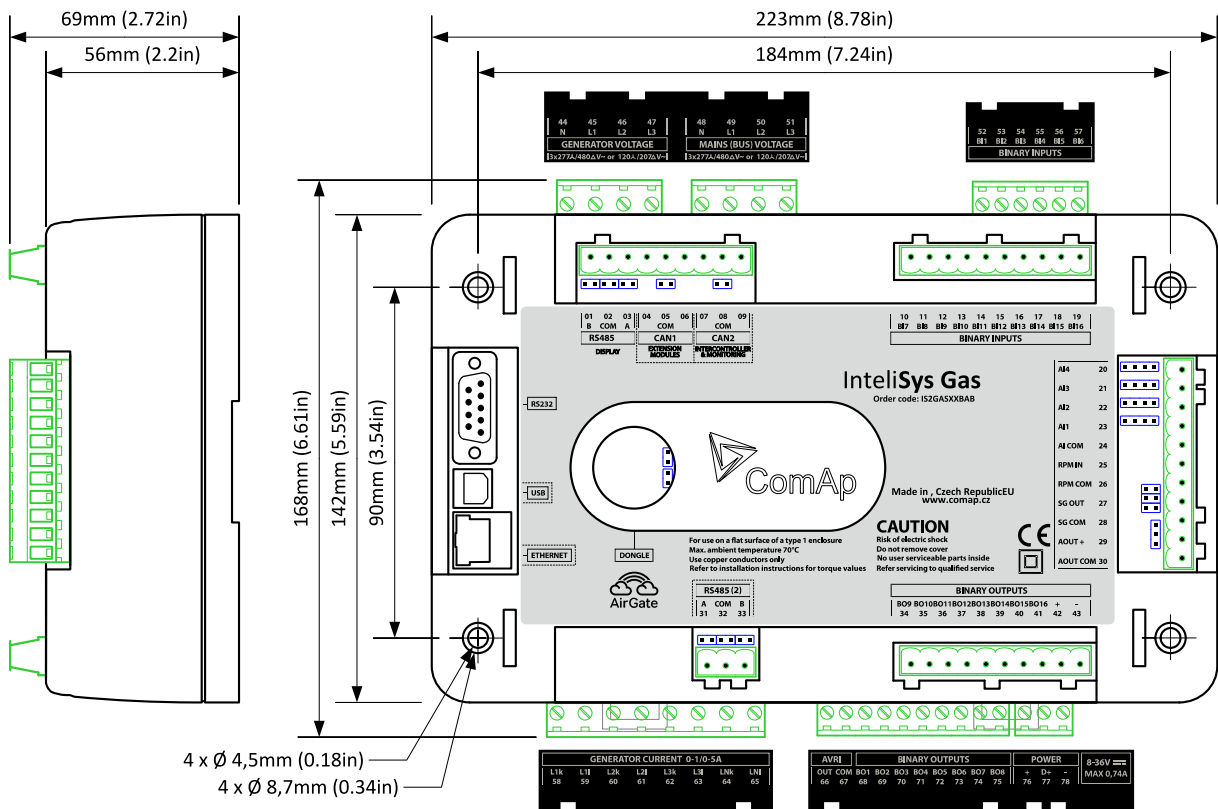 69mm (2.72in)
223mm (8.78in)
56mm (2.2in)
184mm (7.24in)
44 45 46 47
N L1 L2 L3
GENERATOR VOLTAGE
3x277⅄/480ΔV~ or 120⅄/207ΔV~
48 49 50 51
N L1 L2 L3
MAINS (BUS) VOLTAGE
3x277⅄/480ΔV~ or 120⅄/207ΔV~
52 53 54 55 56 57
BI1 BI2 BI3 BI4 BI5 BI6
BINARY INPUTS
168mm (6.61in)
142mm (5.59in)
90mm (3.54in)
01 02 03 04 05 06 07 08 09
B COM A COM COM
RS485 CAN1 CAN2
DISPLAY
EXTENSION
MODULES
INTERCONTROLLER
& MONITORING
10 11 12 13 14 15 16 17 18 19
BI7 BI8 BI9 BI10 BI11 BI12 BI13 BI14 BI15 BI16
BINARY INPUTS
InteliSys Gas
Order code: IS2GASXXBAB
AI4 20
AI3 21
AI2 22
AI1 23
AI COM 24
RPM IN 25
RPM COM 26
SG OUT 27
SG COM 28
AOUT + 29
AOUT COM 30
RS232
USB
ETHERNET
ComAp
Made in , Czech RepublicEU
www.comap.cz
DONGLE
AirGate
For use on a flat surface of a type 1 enclosure
Max. ambient temperature 70°C
Use copper conductors only
Refer to installation instructions for torque values
CAUTION
Risk of electric shock
Do not remove cover
No user serviceable parts inside
Refer servicing to qualified service
CE
RS485 (2)
A COM B
31 32 33
BINARY OUTPUTS
BO9 BO10 BO11 BO12 BO13 BO14 BO15 BO16 + -
34 35 36 37 38 39 40 41 42 43
4 x Ø 4,5mm (0.18in)
4 x Ø 8,7mm (0.34in)
GENERATOR CURRENT 0-1/0-5A
L1k L1l L2k L2l L3k L3l LNk LNl
58 59 60 61 62 63 64 65
AVRI BINARY OUTPUTS POWER
OUT COM BO1 BO2 BO3 BO4 BO5 BO6 BO7 BO8 + D+ -
66 67 68 69 70 71 72 73 74 75 76 77 78
8-36V
MAX 0,74A